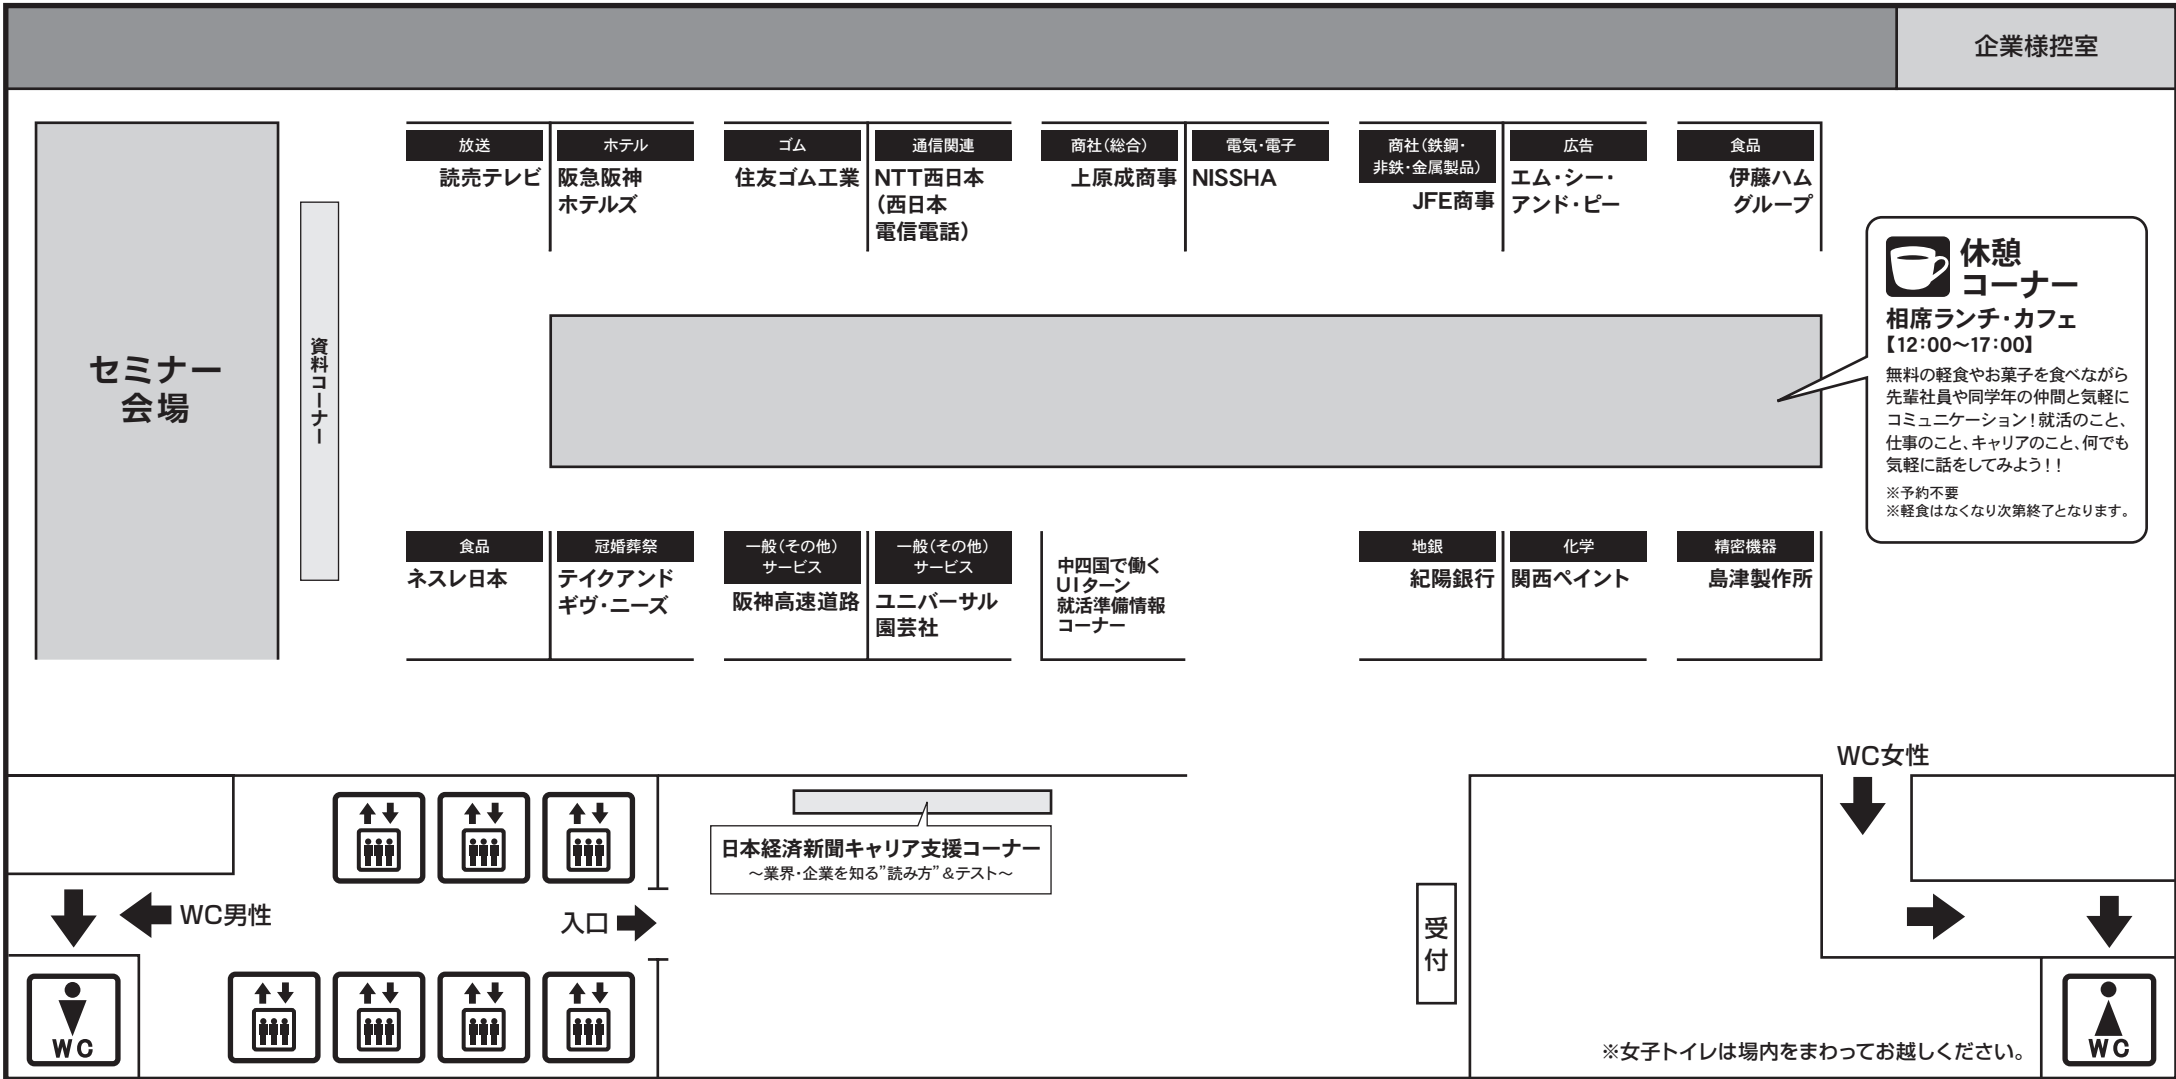 企業様控室
放送
読売テレビ
ホテル
阪急阪神
ホテルズ
ゴム
住友ゴム工業
通信関連
NTT西日本
（西日本
電信電話）
商社（総合）
上原成商事
電気・電子
NISSHA
商社（鉄鋼・
非鉄・金属製品）
JFE商事
広告
エム・シー・
アンド・ピー
食品
伊藤ハム
グループ
セミナー
会場
資料コーナー
休憩
コーナー
相席ランチ・カフェ
【12：00〜17：00】
無料の軽食やお菓子を食べながら
先輩社員や同学年の仲間と気軽に
コミュニケーション！就活のこと、
仕事のこと、キャリアのこと、何でも
気軽に話をしてみよう！！
※予約不要
※軽食はなくなり次第終了となります。
食品
ネスレ日本
冠婚葬祭
テイクアンド
ギヴ・ニーズ
一般（その他）
サービス
阪神高速道路
一般（その他）
サービス
ユニバーサル
園芸社
中四国で働く
UIターン
就活準備情報
コーナー
地銀
紀陽銀行
化学
関西ペイント
精密機器
島津製作所
WC女性
日本経済新聞キャリア支援コーナー
〜業界・企業を知る”読み方”＆テスト〜
WC男性
入口
受付
WC
※女子トイレは場内をまわってお越しください。
WC